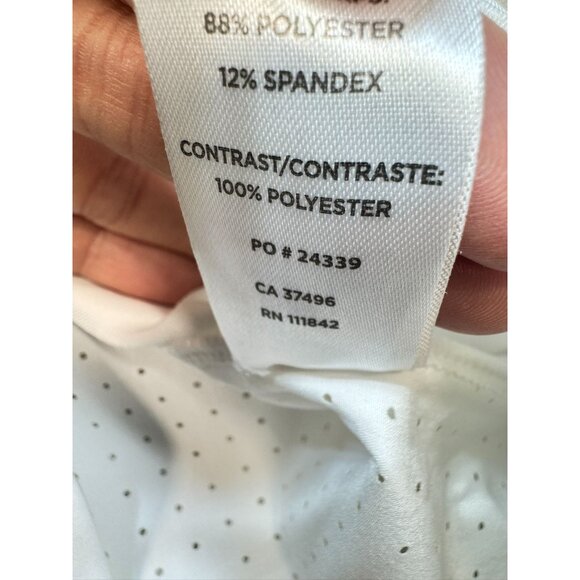 88% POLYESTER
12% SPANDEX
CONTRAST/CONTRASTE:
100% POLYESTER
PO # 24339
CA 37496
RN 111842